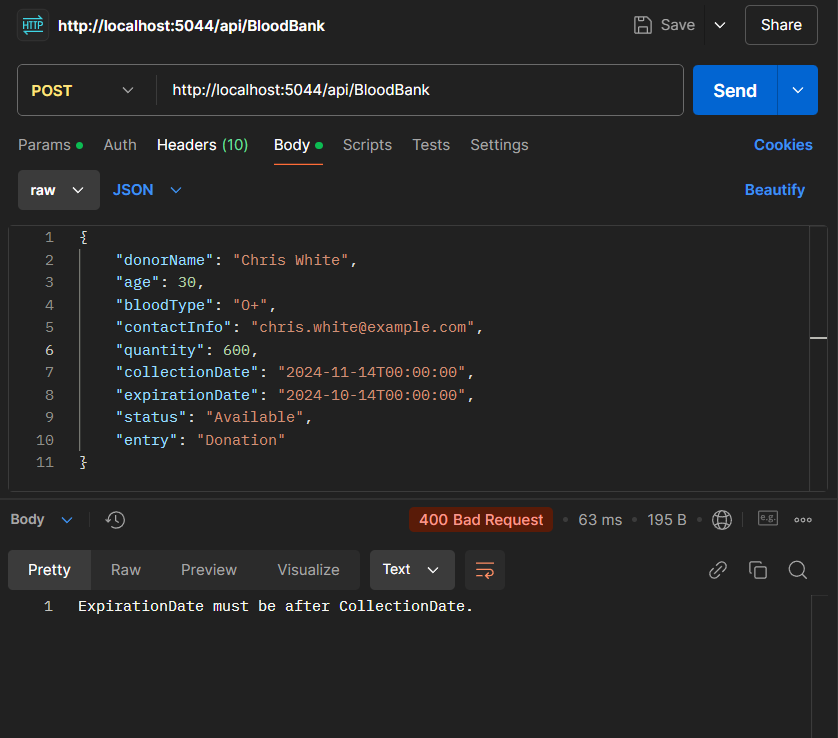 HTTP http://localhost:5044/api/BloodBank Save Share
POST http://localhost:5044/api/BloodBank Send
Params Auth Headers (10) Body Scripts Tests Settings Cookies
raw JSON Beautify
1 {
2 "donorName": "Chris White",
3 "age": 30,
4 "bloodType": "O+",
5 "contactInfo": "chris.white@example.com",
6 "quantity": 600,
7 "collectionDate": "2024-11-14T00:00:00",
8 "expirationDate": "2024-10-14T00:00:00",
9 "status": "Available",
10 "entry": "Donation"
11 }
Body 400 Bad Request • 63 ms • 195 B • e.g.
Pretty Raw Preview Visualize Text
1 ExpirationDate must be after CollectionDate.